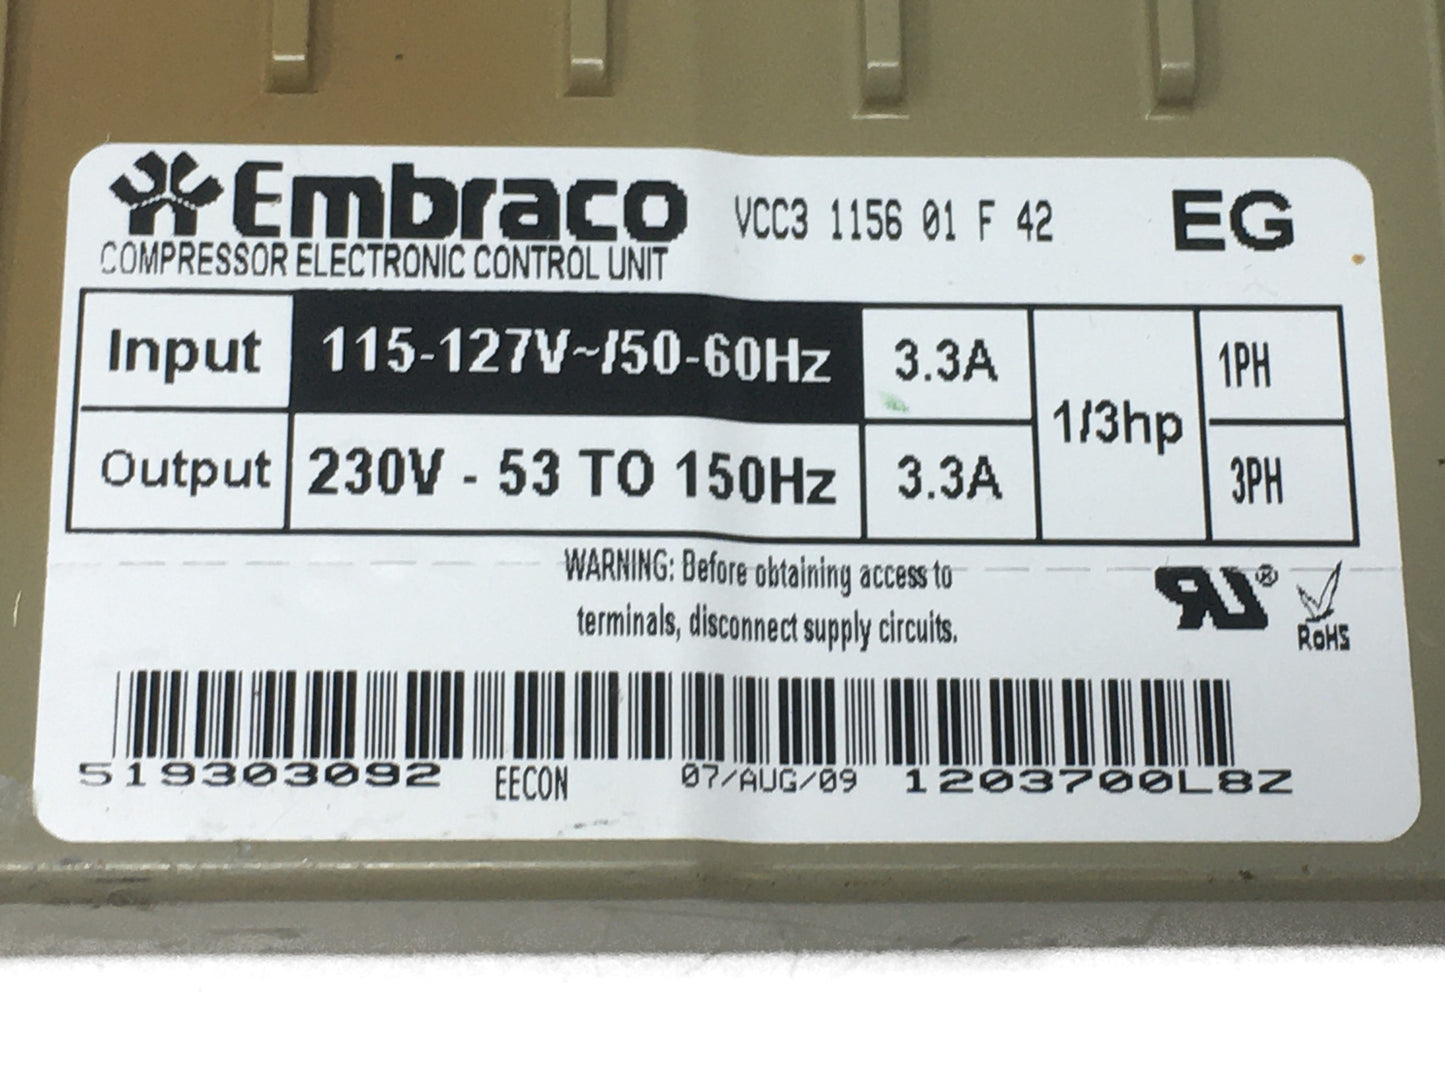 Embraco VCC3 1156 01 F 42 EG
COMPRESSOR ELECTRONIC CONTROL UNIT
Input 115-127V~/50-60Hz 3.3A 1/3hp 1PH
Output 230V - 53 TO 150Hz 3.3A 3PH
WARNING: Before obtaining access to
terminals, disconnect supply circuits.
RU® RoHS
519303092 EECON 07/AUG/09 1203700L8Z